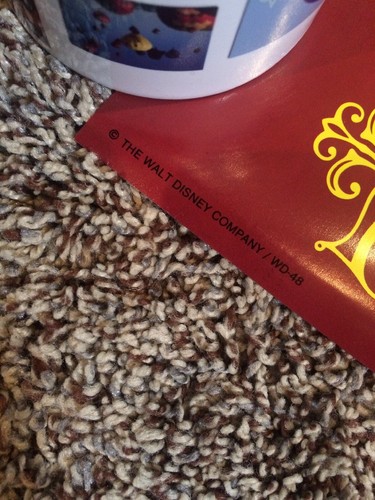 © THE WALT DISNEY COMPANY / WD-48